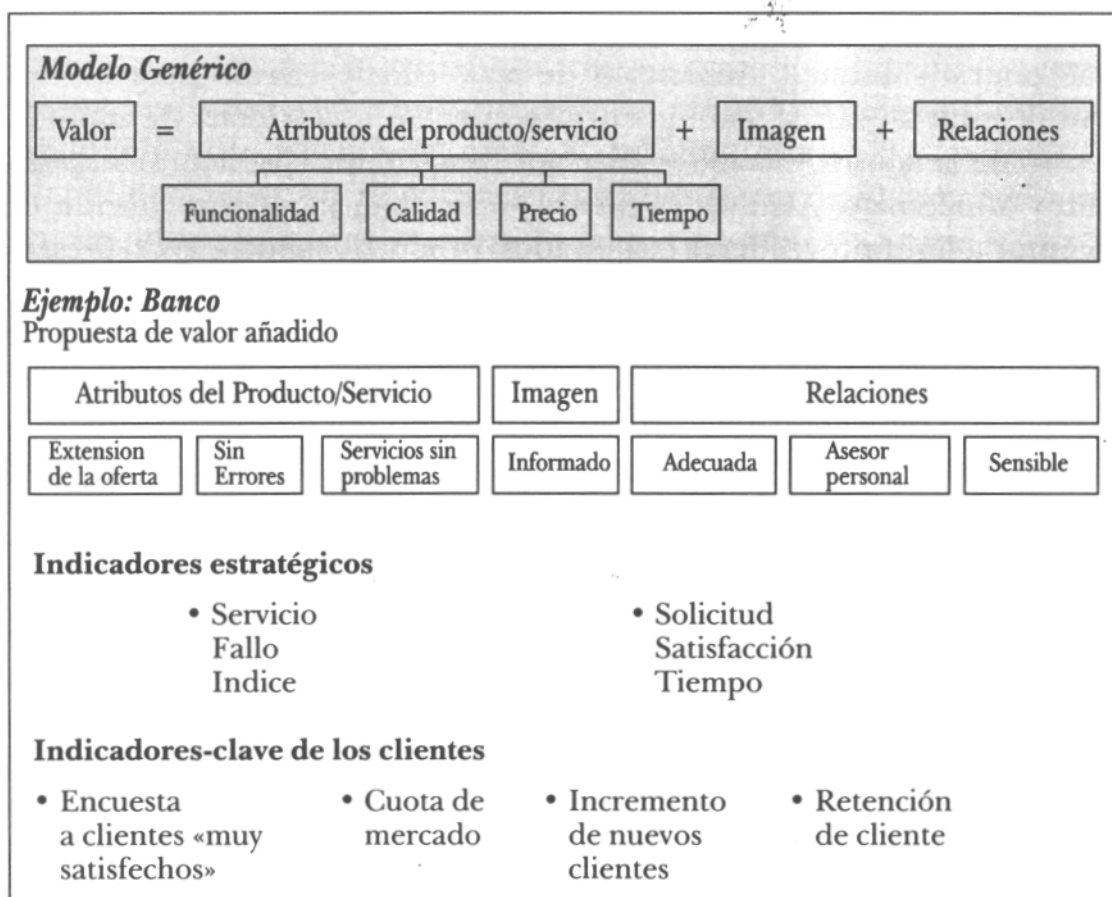 Modelo Genérico
Valor = Atributos del producto/servicio + Imagen + Relaciones
Funcionalidad Calidad Precio Tiempo
Ejemplo: Banco
Propuesta de valor añadido
Atributos del Producto/Servicio Imagen Relaciones
Extension
de la oferta
Sin
Errores
Servicios sin
problemas
Informado
Adecuada
Asesor
personal
Sensible
Indicadores estratégicos
• Servicio
Fallo
Indice
• Solicitud
Satisfacción
Tiempo
Indicadores-clave de los clientes
• Encuesta
a clientes «muy
satisfechos»
• Cuota de
mercado
• Incremento
de nuevos
clientes
• Retención
de cliente